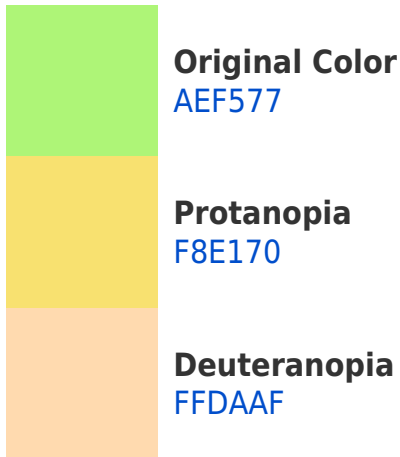 Original Color
AEF577
Protanopia
F8E170
Deuteranopia
FFDAAF